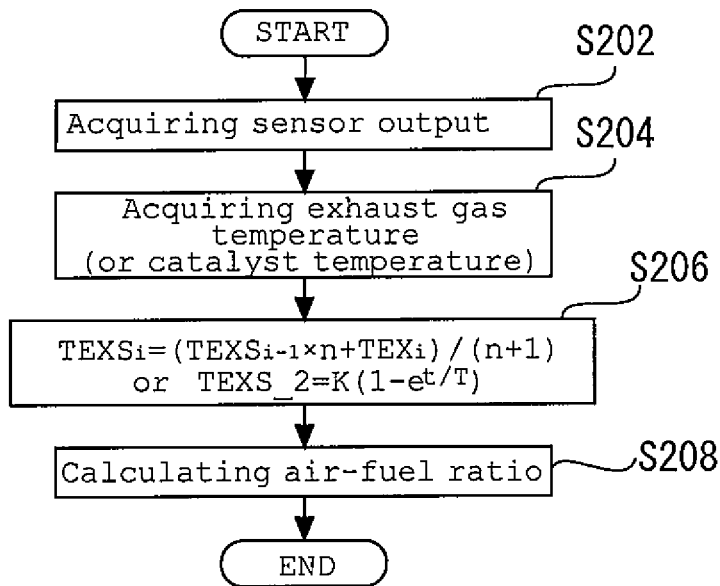 START
S202
Acquiring sensor output
S204
Acquiring exhaust gas
temperature
(or catalyst temperature)
S206
TEXSi=(TEXSi-1×n+TEXi)/(n+1)
or TEXS_2=K(1-e^t/T)
Calculating air-fuel ratio
S208
END